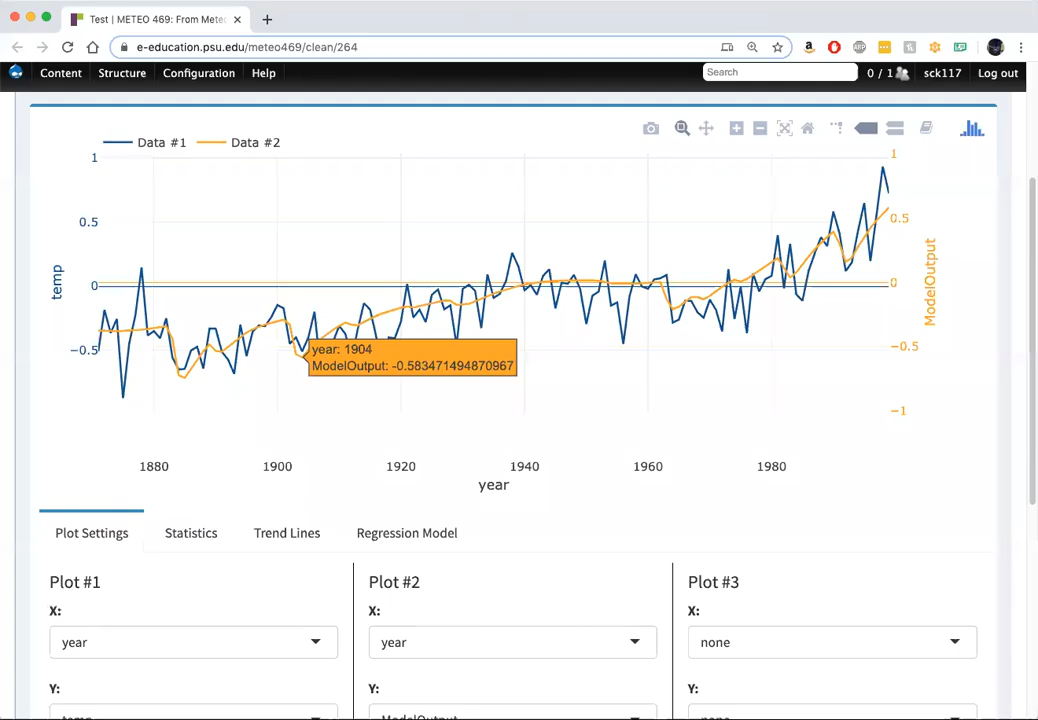 Test | METEO 469: From Mete
e-education.psu.edu/meteo469/clean/264
Content Structure Configuration Help Search 0 / 1 sck117 Log out
Data #1 Data #2
1
0.5
0
−0.5
temp
1
0.5
0
−0.5
−1
ModelOutput
year: 1904
ModelOutput: -0.583471494870967
1880 1900 1920 1940 1960 1980
year
Plot Settings Statistics Trend Lines Regression Model
Plot #1 Plot #2 Plot #3
X: X: X:
year year none
Y: Y: Y: